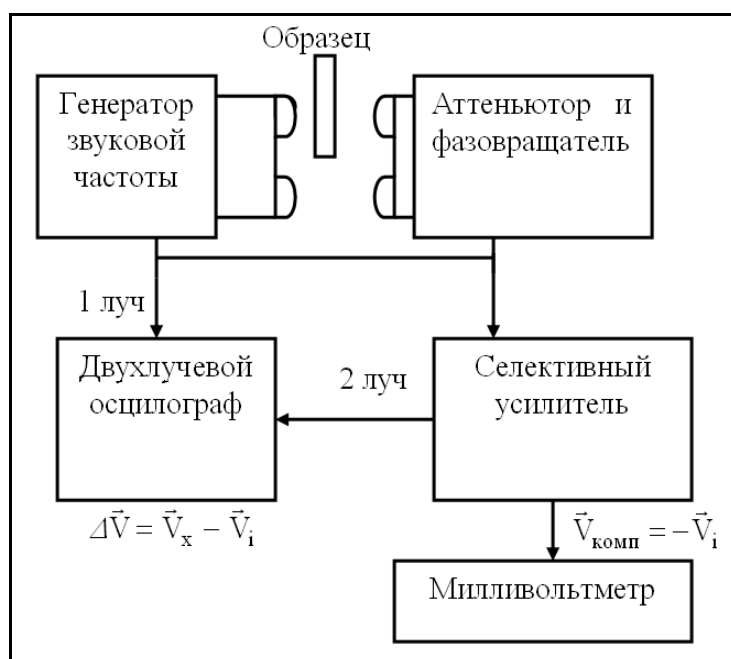 Образец
Генератор
звуковой
частоты
Аттеньютор и
фазовращатель
1 луч
Двухлучевой
осцилограф
2 луч
Селективный
усилитель
ΔV⃗ = V⃗x − V⃗i
V⃗комп = −V⃗i
Милливольтметр